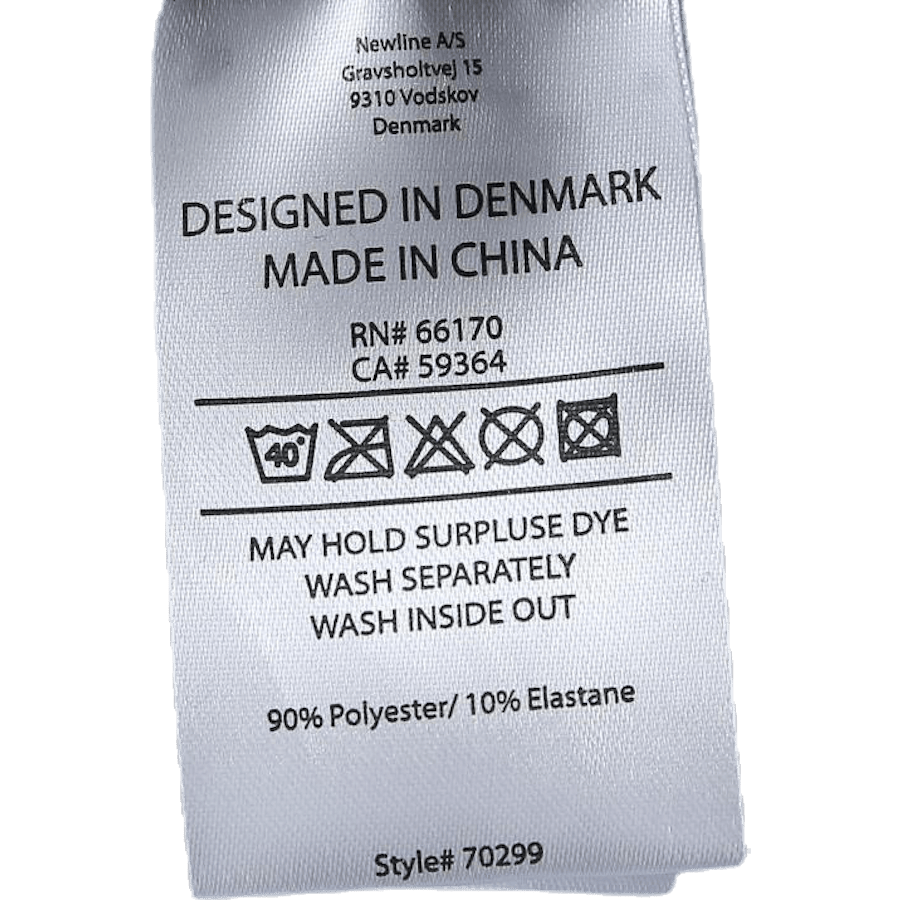 Newline A/S
Gravsholtvej 15
9310 Vodskov
Denmark
DESIGNED IN DENMARK
MADE IN CHINA
RN# 66170
CA# 59364
40°
MAY HOLD SURPLUSE DYE
WASH SEPARATELY
WASH INSIDE OUT
90% Polyester/ 10% Elastane
Style# 70299